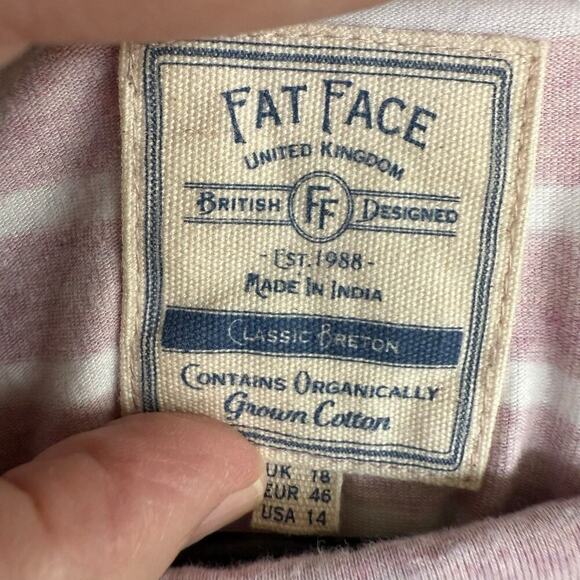 FAT FACE
UNITED KINGDOM
BRITISH FF DESIGNED
- EST. 1988 -
MADE IN INDIA
CLASSIC BRETON
CONTAINS ORGANICALLY
Grown Cotton
UK 18
EUR 46
USA 14